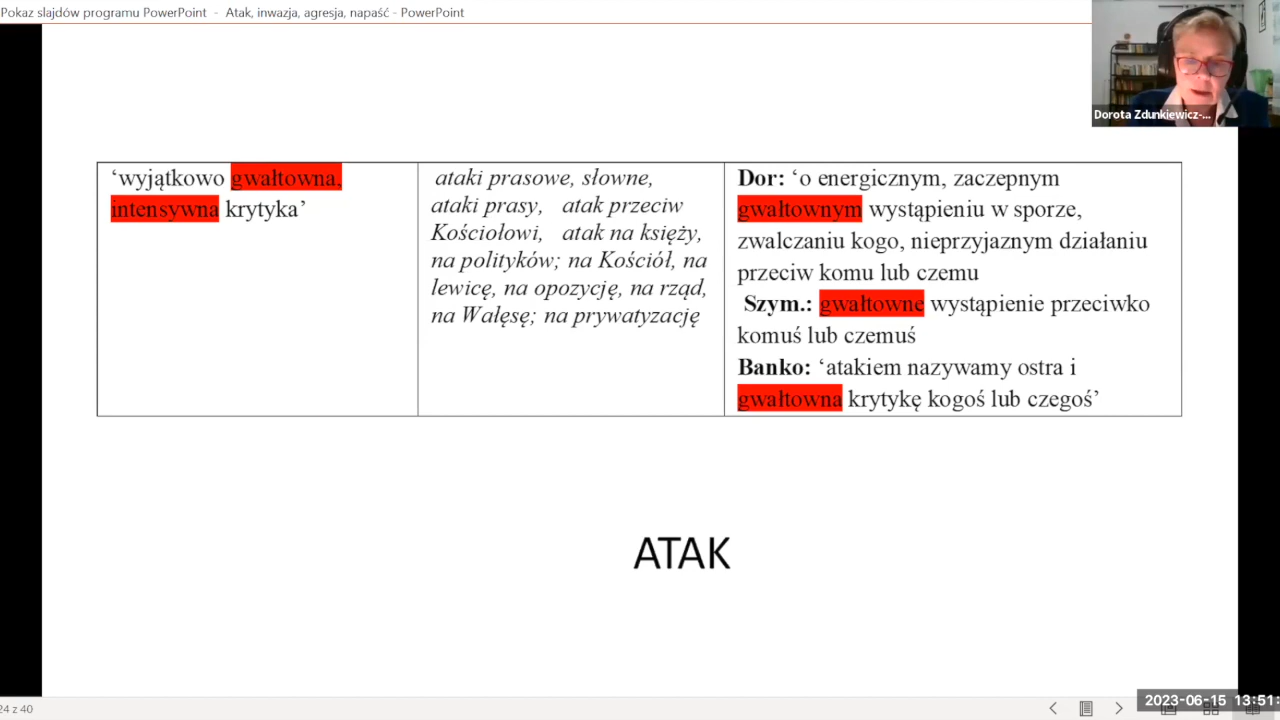 Pokaz slajdów programu PowerPoint - Atak, inwazja, agresja, napaść - PowerPoint
Dorota Zdunkiewicz-...
‘wyjątkowo gwałtowna,
intensywna krytyka’
ataki prasowe, słowne,
ataki prasy, atak przeciw
Kościołowi, atak na księży,
na polityków; na Kościół, na
lewicę, na opozycję, na rząd,
na Wałęsę; na prywatyzację
Dor: ‘o energicznym, zaczepnym
gwałtownym wystąpieniu w sporze,
zwalczaniu kogo, nieprzyjaznym działaniu
przeciw komu lub czemu
Szym.: gwałtowne wystąpienie przeciwko
komuś lub czemuś
Banko: ‘atakiem nazywamy ostra i
gwałtowna krytykę kogoś lub czegoś’
ATAK
24 z 40
2023-06-15 13:51: